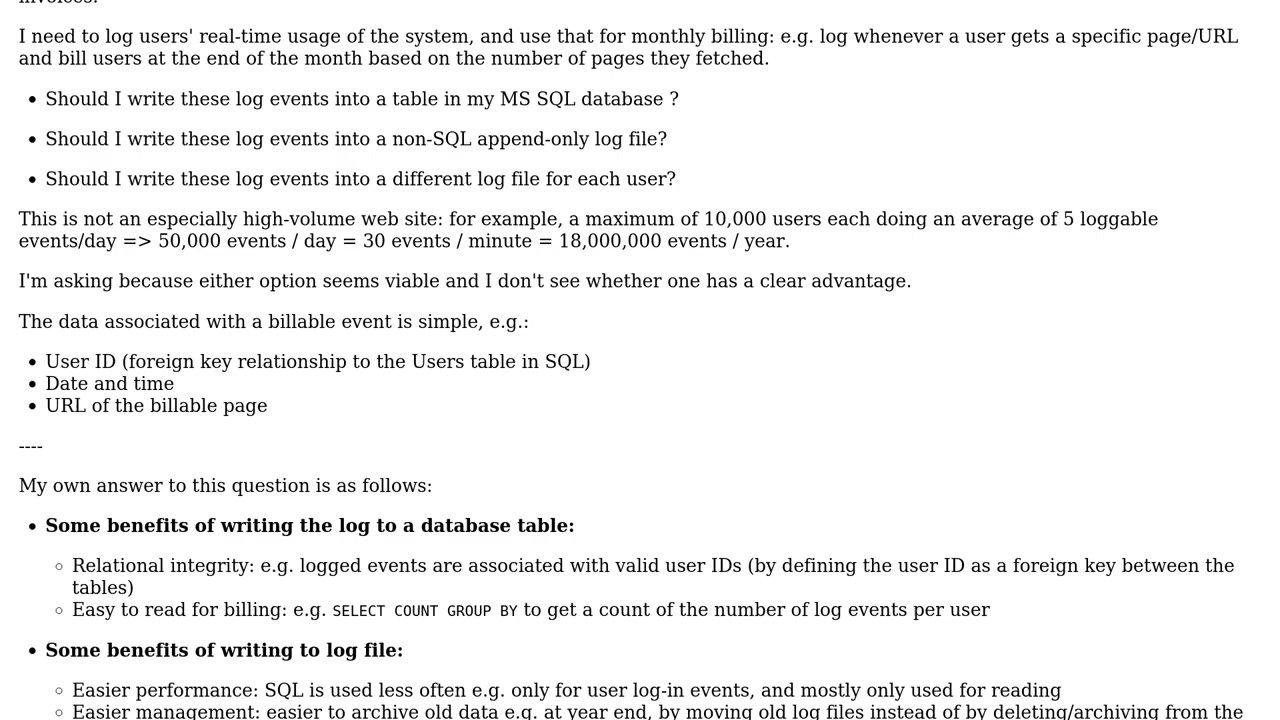 invoices.
I need to log users' real-time usage of the system, and use that for monthly billing: e.g. log whenever a user gets a specific page/URL
and bill users at the end of the month based on the number of pages they fetched.
• Should I write these log events into a table in my MS SQL database ?
• Should I write these log events into a non-SQL append-only log file?
• Should I write these log events into a different log file for each user?
This is not an especially high-volume web site: for example, a maximum of 10,000 users each doing an average of 5 loggable
events/day => 50,000 events / day = 30 events / minute = 18,000,000 events / year.
I'm asking because either option seems viable and I don't see whether one has a clear advantage.
The data associated with a billable event is simple, e.g.:
• User ID (foreign key relationship to the Users table in SQL)
• Date and time
• URL of the billable page
----
My own answer to this question is as follows:
• Some benefits of writing the log to a database table:
◦ Relational integrity: e.g. logged events are associated with valid user IDs (by defining the user ID as a foreign key between the
tables)
◦ Easy to read for billing: e.g. SELECT COUNT GROUP BY to get a count of the number of log events per user
• Some benefits of writing to log file:
◦ Easier performance: SQL is used less often e.g. only for user log-in events, and mostly only used for reading
◦ Easier management: easier to archive old data e.g. at year end, by moving old log files instead of by deleting/archiving from the